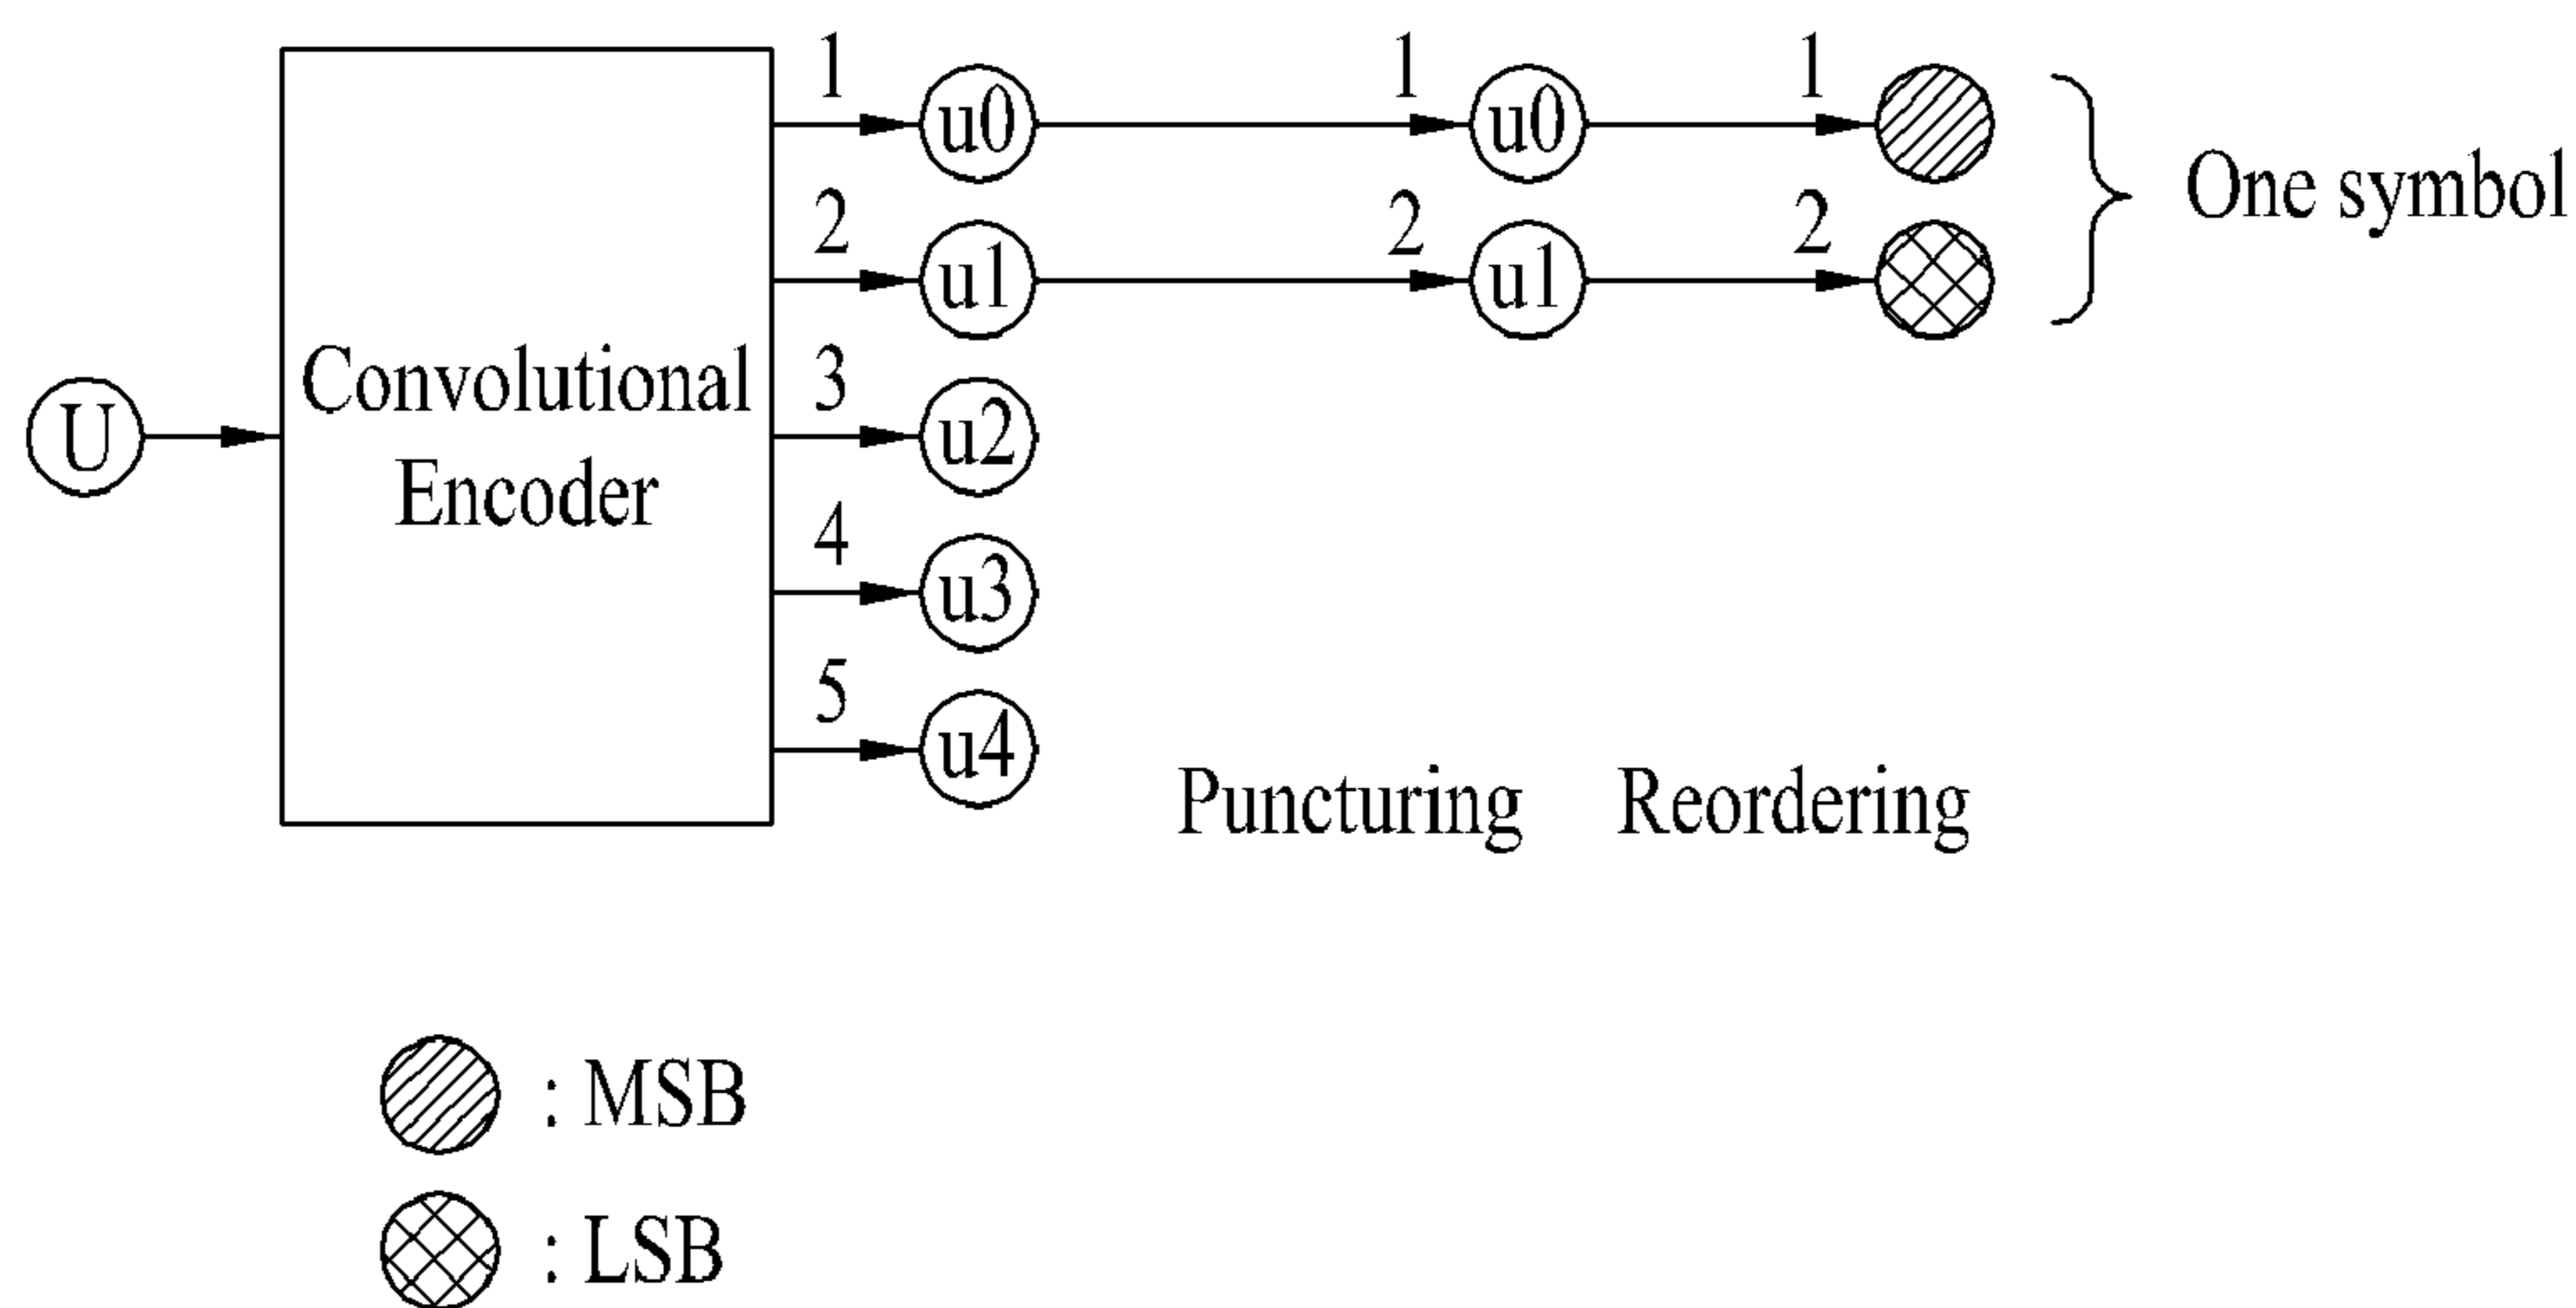 1 1 1
u0 u0
One symbol
2 2 2
u1 u1
3
Convolutional
u2
U
Encoder
4
u3
5
u4
Puncturing Reordering
: MSB
: LSB